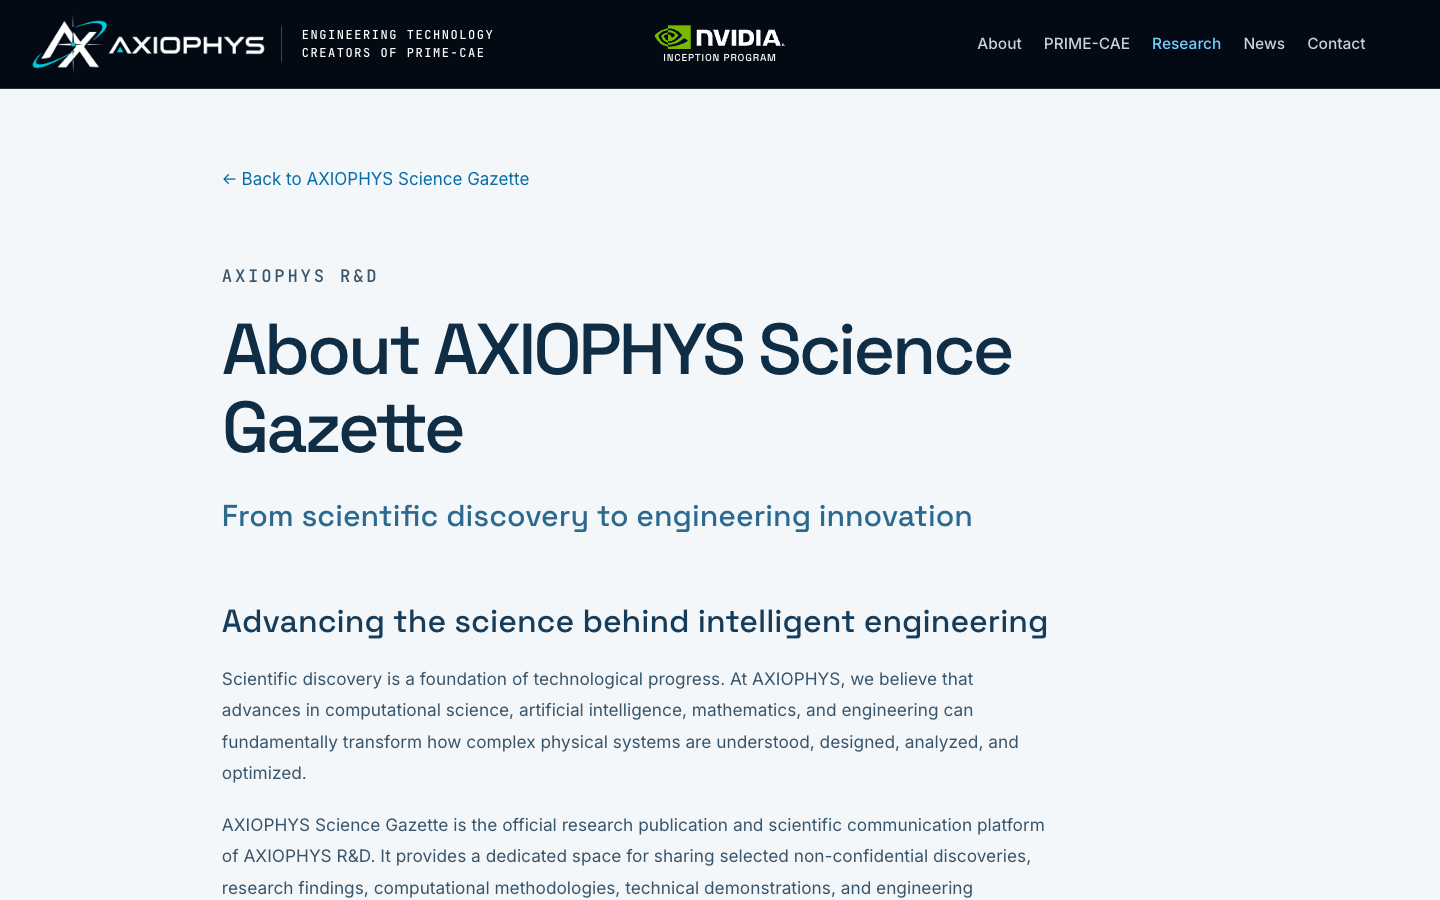 AXIOPHYS
ENGINEERING TECHNOLOGY
CREATORS OF PRIME-CAE
NVIDIA.
INCEPTION PROGRAM
About PRIME-CAE Research News Contact
← Back to AXIOPHYS Science Gazette
AXIOPHYS R&D
About AXIOPHYS Science
Gazette
From scientific discovery to engineering innovation
Advancing the science behind intelligent engineering
Scientific discovery is a foundation of technological progress. At AXIOPHYS, we believe that
advances in computational science, artificial intelligence, mathematics, and engineering can
fundamentally transform how complex physical systems are understood, designed, analyzed, and
optimized.
AXIOPHYS Science Gazette is the official research publication and scientific communication platform
of AXIOPHYS R&D. It provides a dedicated space for sharing selected non-confidential discoveries,
research findings, computational methodologies, technical demonstrations, and engineering